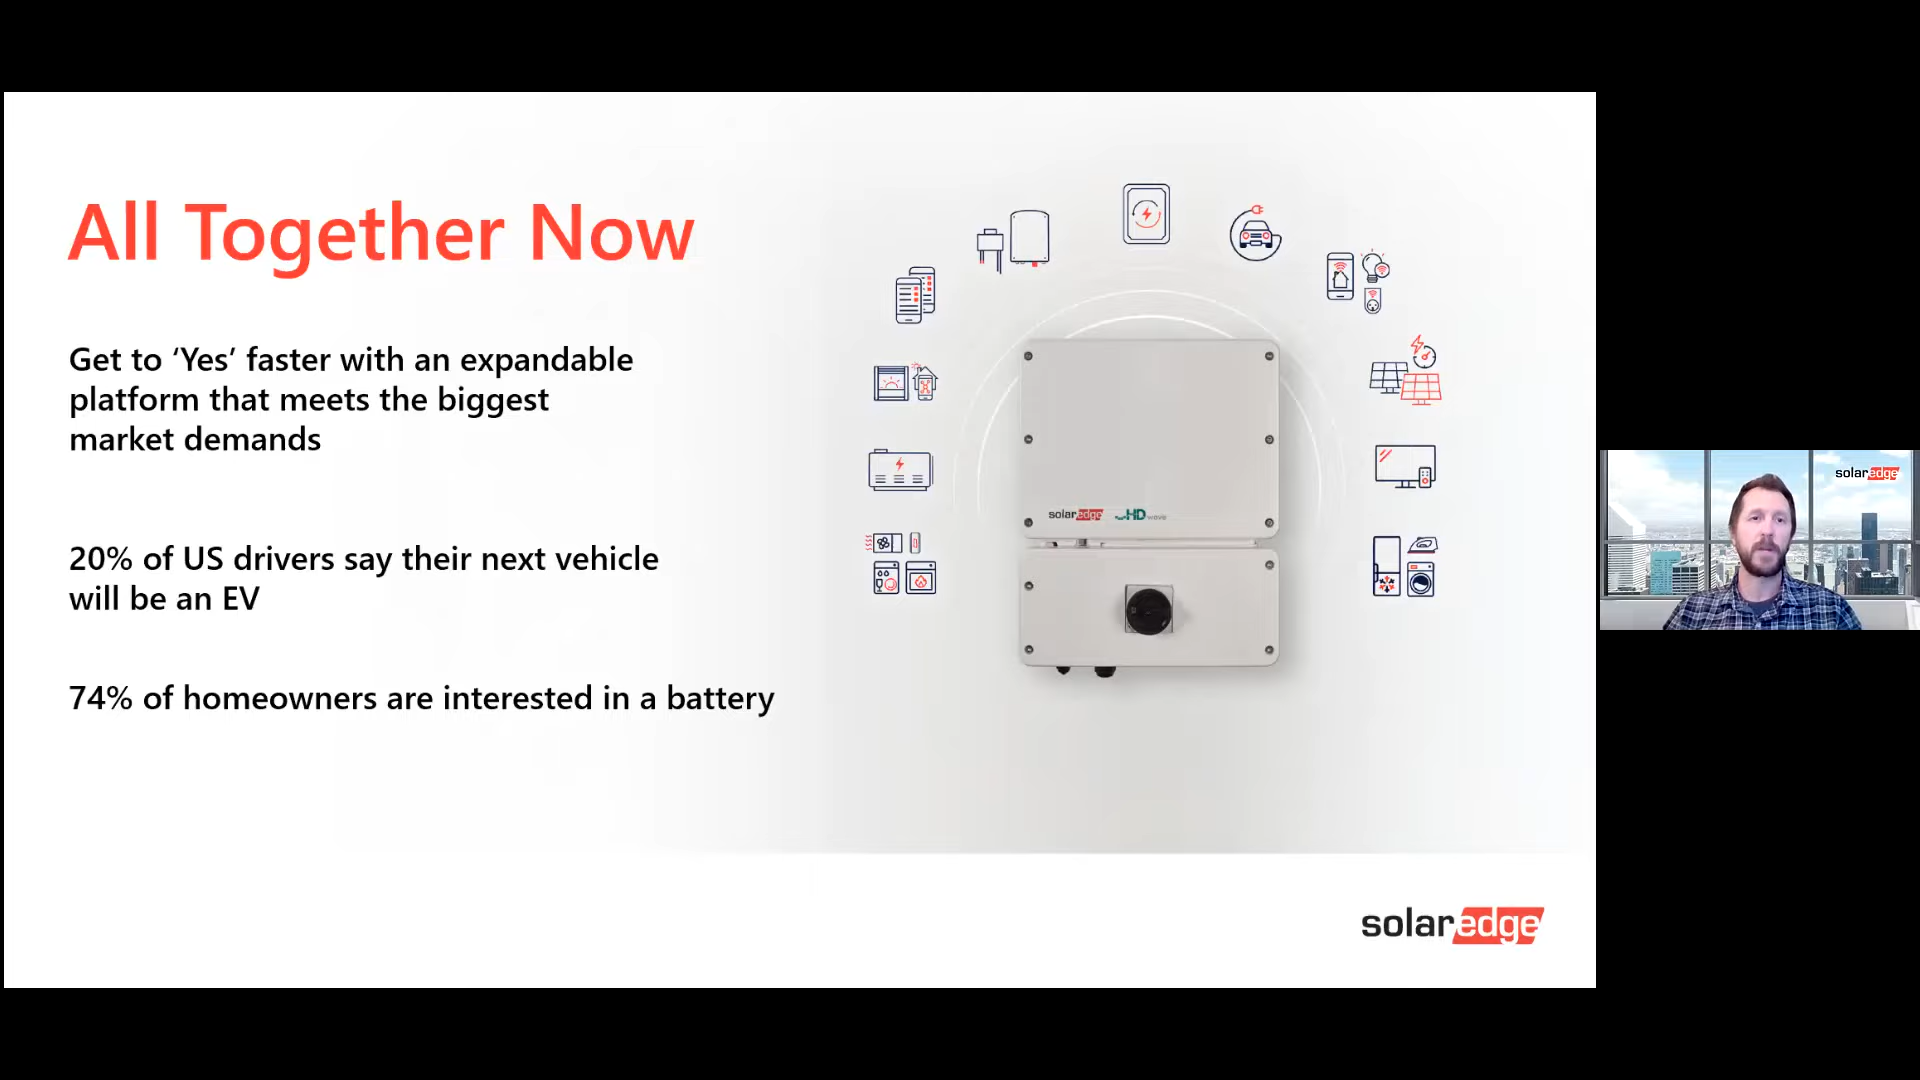 All Together Now
Get to ‘Yes’ faster with an expandable
platform that meets the biggest
market demands
20% of US drivers say their next vehicle
will be an EV
74% of homeowners are interested in a battery
solaredge HD wave
solaredge
solaredge